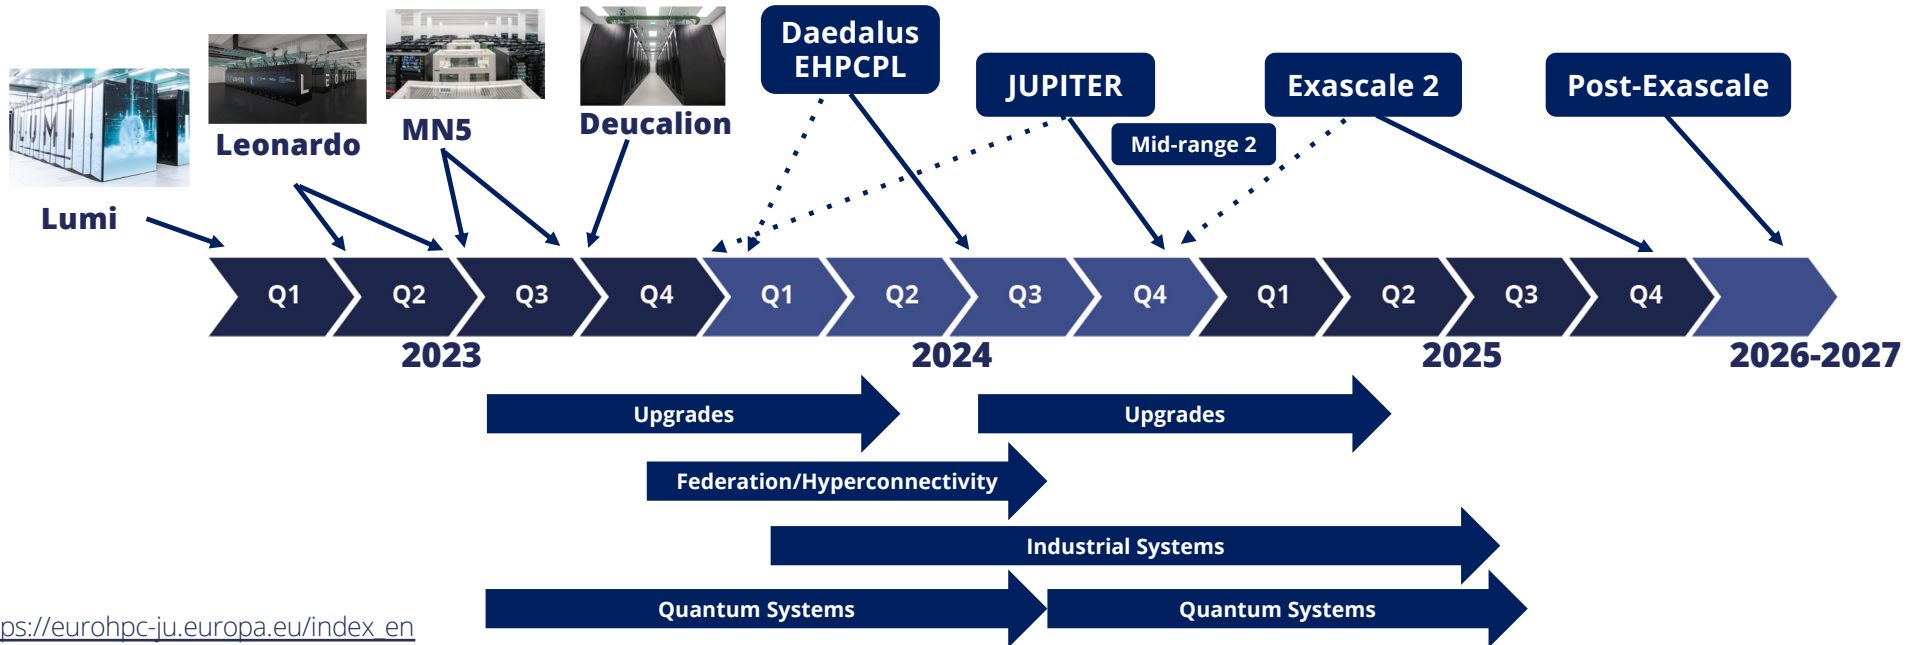 Daedalus
EHPCPL
JUPITER
Exascale 2
Post-Exascale
Mid-range 2
Leonardo
MN5
Deucalion
LUMI
Lumi
Q1
Q2
Q3
Q4
Q1
Q2
Q3
Q4
Q1
Q2
Q3
Q4
2023
2024
2025
2026-2027
Upgrades
Upgrades
Federation/Hyperconnectivity
Industrial Systems
Quantum Systems
Quantum Systems
ps://eurohpc-ju.europa.eu/index_en